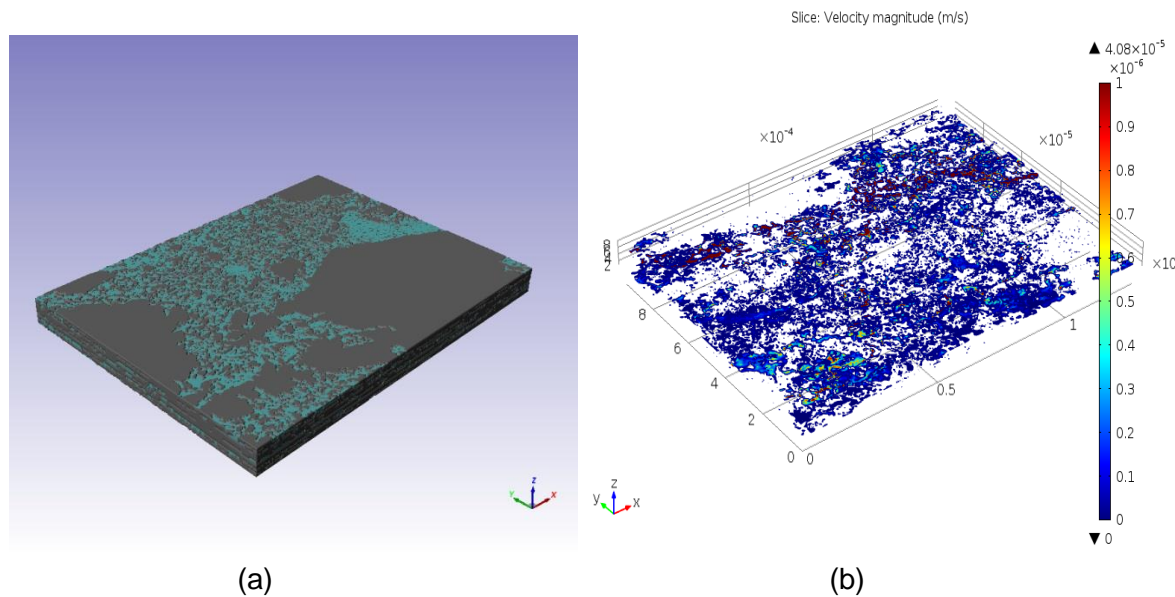 Slice: Velocity magnitude (m/s)
▲ 4.08×10⁻⁵
×10⁻⁶
1
0.9
0.8
0.7
0.6
0.5
0.4
0.3
0.2
0.1
0
▼ 0
×10⁻⁴
×10⁻⁵
×10
2
8
6
4
2
0
0
0.5
1
z
y
x
Z
Y
X
(a)
(b)